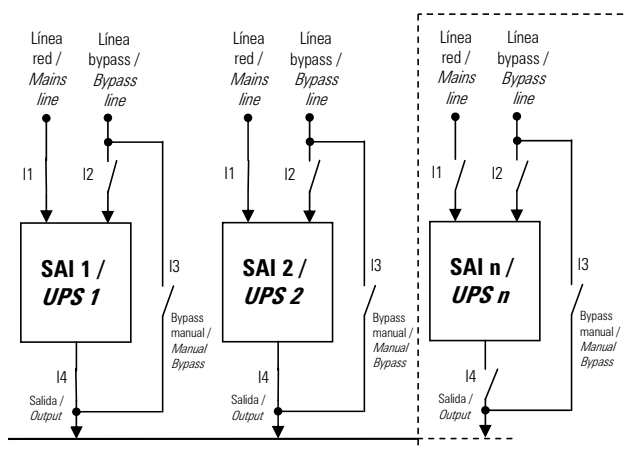 Línea
red /
Mains
line
Línea
bypass /
Bypass
line
I1
I2
SAI 1 /
UPS 1
I3
Bypass
manual /
Manual
Bypass
I4
Salida /
Output
Línea
red /
Mains
line
Línea
bypass /
Bypass
line
I1
I2
SAI 2 /
UPS 2
I3
Bypass
manual /
Manual
Bypass
I4
Salida /
Output
Línea
red /
Mains
line
Línea
bypass /
Bypass
line
I1
I2
SAI n /
UPS n
I3
Bypass
manual /
Manual
Bypass
I4
Salida /
Output